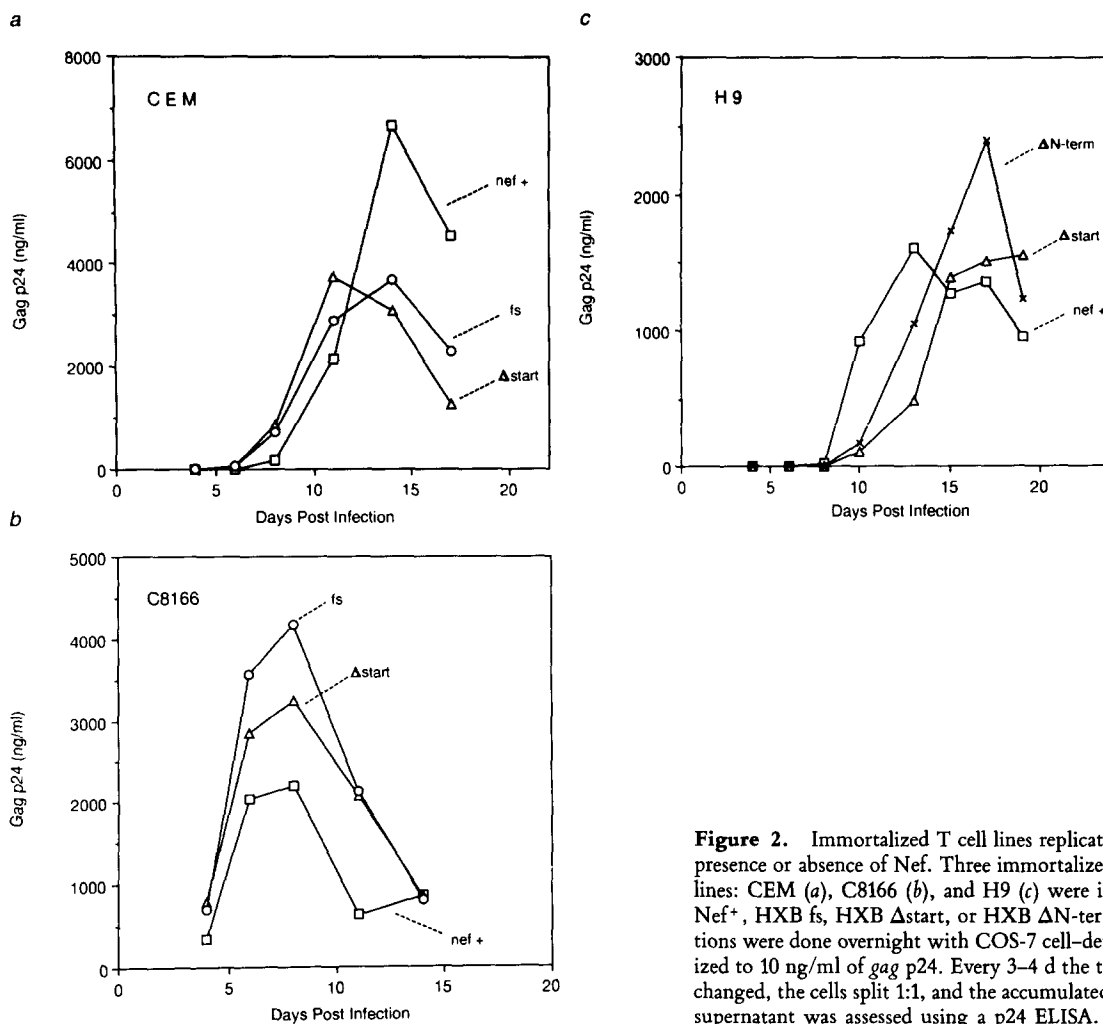 a
8000
6000
4000
2000
0
Gag p24 (ng/ml)
CEM
nef +
fs
Δstart
0 5 10 15 20
Days Post Infection
b
5000
4000
3000
2000
1000
0
Gag p24 (ng/ml)
C8166
fs
Δstart
nef +
0 5 10 15 20
Days Post Infection
c
3000
2000
1000
0
Gag p24 (ng/ml)
H9
ΔN-term
Δstart
nef +
0 5 10 15 20
Days Post Infection
Figure 2. Immortalized T cell lines replicat
presence or absence of Nef. Three immortalize
lines: CEM (a), C8166 (b), and H9 (c) were i
Nef+, HXB fs, HXB Δstart, or HXB ΔN-ter
tions were done overnight with COS-7 cell–de
ized to 10 ng/ml of gag p24. Every 3–4 d the t
changed, the cells split 1:1, and the accumulated
supernatant was assessed using a p24 ELISA.